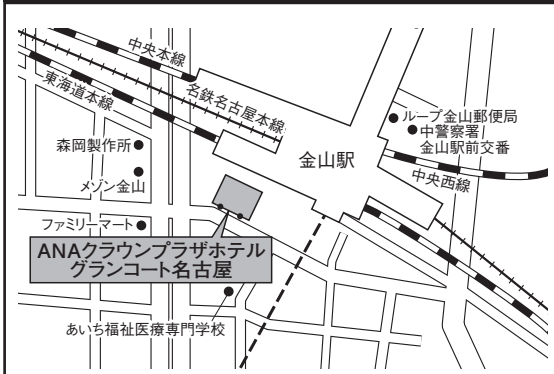 中央本線
名鉄名古屋本線
東海道本線
ループ金山郵便局
中警察署
金山駅前交番
森岡製作所
金山駅
中央西線
メゾン金山
ファミリーマート
ANAクラウンプラザホテル
グランコート名古屋
あいち福祉医療専門学校